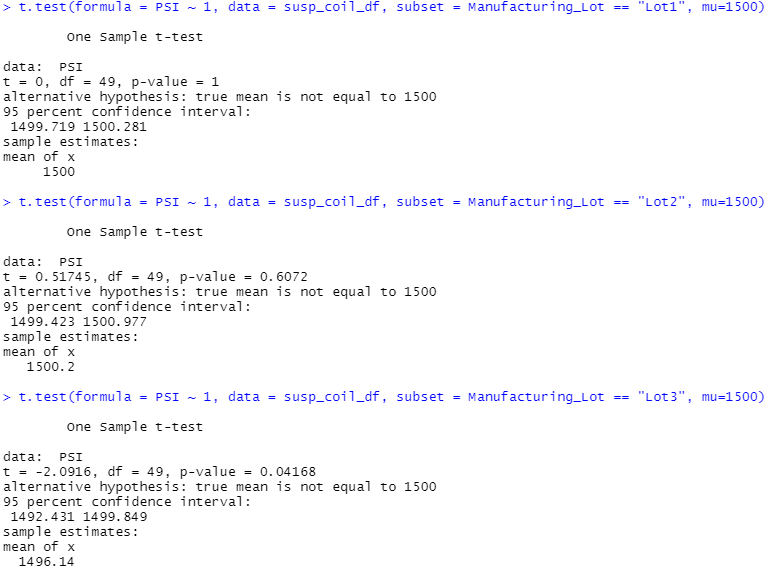 > t.test(formula = PSI ~ 1, data = susp_coil_df, subset = Manufacturing_Lot == "Lot1", mu=1500)
One Sample t-test
data: PSI
t = 0, df = 49, p-value = 1
alternative hypothesis: true mean is not equal to 1500
95 percent confidence interval:
1499.719 1500.281
sample estimates:
mean of x
1500
> t.test(formula = PSI ~ 1, data = susp_coil_df, subset = Manufacturing_Lot == "Lot2", mu=1500)
One Sample t-test
data: PSI
t = 0.51745, df = 49, p-value = 0.6072
alternative hypothesis: true mean is not equal to 1500
95 percent confidence interval:
1499.423 1500.977
sample estimates:
mean of x
1500.2
> t.test(formula = PSI ~ 1, data = susp_coil_df, subset = Manufacturing_Lot == "Lot3", mu=1500)
One Sample t-test
data: PSI
t = -2.0916, df = 49, p-value = 0.04168
alternative hypothesis: true mean is not equal to 1500
95 percent confidence interval:
1492.431 1499.849
sample estimates:
mean of x
1496.14